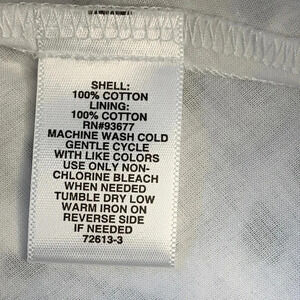 SHELL:
100% COTTON
LINING:
100% COTTON
RN#93677
MACHINE WASH COLD
GENTLE CYCLE
WITH LIKE COLORS
USE ONLY NON-
CHLORINE BLEACH
WHEN NEEDED
TUMBLE DRY LOW
WARM IRON ON
REVERSE SIDE
IF NEEDED
72613-3